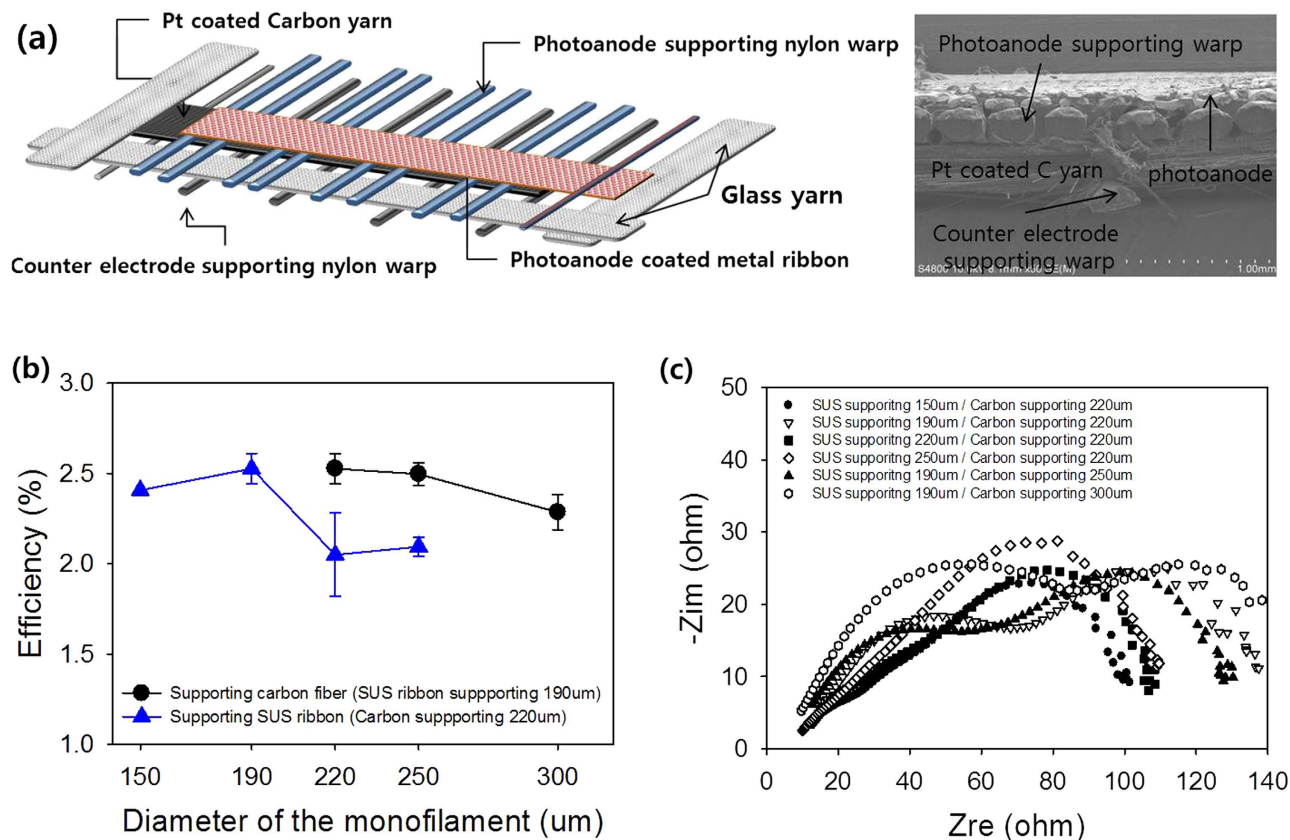 (a)
Pt coated Carbon yarn
Photoanode supporting nylon warp
Glass yarn
Counter electrode supporting nylon warp
Photoanode coated metal ribbon
Photoanode supporting warp
Pt coated C yarn
photoanode
Counter electrode
supporting warp
1.00mm
(b)
Efficiency (%)
3.0
2.5
2.0
1.5
1.0
Supporting carbon fiber (SUS ribbon suppporting 190um)
Supporting SUS ribbon (Carbon suppporting 220um)
150 190 220 250 300
Diameter of the monofilament (um)
(c)
-Zim (ohm)
50
40
30
20
10
0
SUS supporitng 150um / Carbon supporting 220um
SUS supporitng 190um / Carbon supporting 220um
SUS supporitng 220um / Carbon supporting 220um
SUS supporitng 250um / Carbon supporting 220um
SUS supporitng 190um / Carbon supporting 250um
SUS supporitng 190um / Carbon supporting 300um
0 20 40 60 80 100 120 140
Zre (ohm)